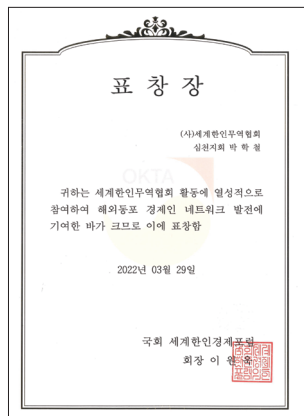 표창장
(사)세계한인무역협회
심천지회 박학철
OKTA
귀하는 세계한인무역협회 활동에 열성적으로
참여하여 해외동포 경제인 네트워크 발전에
기여한 바가 크므로 이에 표창함
2022년 03월 29일
국회 세계한인경제포럼
회장 이원욱